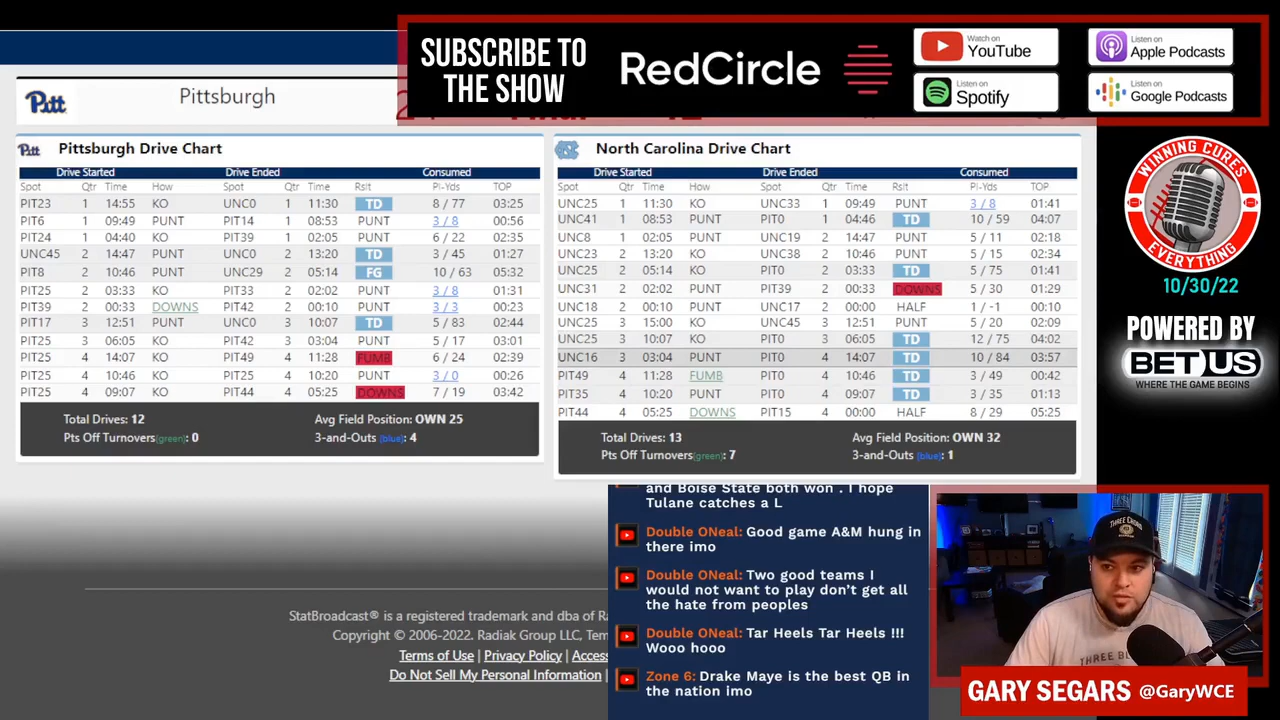 SUBSCRIBE TO
THE SHOW
RedCircle
Watch on
YouTube
Listen on
Apple Podcasts
Listen on
Spotify
Listen on
Google Podcasts
Pitt
Pittsburgh
Pitt Pittsburgh Drive Chart
Drive Started Drive Ended Consumed
Spot Qtr Time How Spot Qtr Time Rslt Pl-Yds TOP
PIT23 1 14:55 KO UNC0 1 11:30 TD 8 / 77 03:25
PIT6 1 09:49 PUNT PIT14 1 08:53 PUNT 3 / 8 00:56
PIT24 1 04:40 KO PIT39 1 02:05 PUNT 6 / 22 02:35
UNC45 14:47 PUNT UNC0 2 13:20 TD 3 / 45 01:27
PIT8 2 10:46 PUNT UNC29 2 05:14 FG 10 / 63 05:32
PIT25 2 03:33 KO PIT33 2 02:02 PUNT 3 / 8 01:31
PIT39 2 00:33 DOWNS PIT42 2 00:10 PUNT 3 / 3 00:23
PIT17 3 12:51 PUNT UNC0 3 10:07 TD 5 / 83 02:44
PIT25 3 06:05 KO PIT42 3 03:04 PUNT 5 / 17 03:01
PIT25 4 14:07 KO PIT49 4 11:28 FUMB 6 / 24 02:39
PIT25 4 10:46 KO PIT25 4 10:20 PUNT 3 / 0 00:26
PIT25 4 09:07 KO PIT44 4 05:25 DOWNS 7 / 19 03:42
Total Drives: 12 Avg Field Position: OWN 25
Pts Off Turnovers(green): 0 3-and-Outs (blue): 4
North Carolina Drive Chart
Drive Started Drive Ended Consumed
Spot Qtr Time How Spot Qtr Time Rslt Pl-Yds TOP
UNC25 1 11:30 KO UNC33 1 09:49 PUNT 3 / 8 01:41
UNC41 1 08:53 PUNT PIT0 1 04:46 TD 10 / 59 04:07
UNC8 1 02:05 PUNT UNC19 2 14:47 PUNT 5 / 11 02:18
UNC23 2 13:20 KO UNC38 2 10:46 PUNT 5 / 15 02:34
UNC25 2 05:14 KO PIT0 2 03:33 TD 5 / 75 01:41
UNC31 2 02:02 PUNT PIT39 2 00:33 DOWNS 5 / 30 01:29
UNC18 2 00:10 PUNT UNC17 2 00:00 HALF 1 / -1 00:10
UNC25 3 15:00 KO UNC45 3 12:51 PUNT 5 / 20 02:09
UNC25 3 10:07 KO PIT0 3 06:05 TD 12 / 75 04:02
UNC16 3 03:04 PUNT PIT0 4 14:07 TD 10 / 84 03:57
PIT49 4 11:28 FUMB PIT0 4 10:46 TD 3 / 49 00:42
PIT35 4 10:20 PUNT PIT0 4 09:07 TD 3 / 35 01:13
PIT44 4 05:25 DOWNS PIT15 4 00:00 HALF 8 / 29 05:25
Total Drives: 13 Avg Field Position: OWN 32
Pts Off Turnovers(green): 7 3-and-Outs (blue): 1
WINNING CURES
EVERYTHING
10/30/22
POWERED BY
BETUS
WHERE THE GAME BEGINS
and Boise State both won . I hope
Tulane catches a L
Double ONeal: Good game A&M hung in
there imo
Double ONeal: Two good teams I
would not want to play don't get all
the hate from peoples
Double ONeal: Tar Heels Tar Heels !!!
Wooo hooo
Zone 6: Drake Maye is the best QB in
the nation imo
StatBroadcast® is a registered trademark and dba of
Copyright © 2006-2022. Radiak Group LLC,
Terms of Use | Privacy Policy |
Do Not Sell My Personal Information |
THREE
GARY SEGARS @GaryWCE